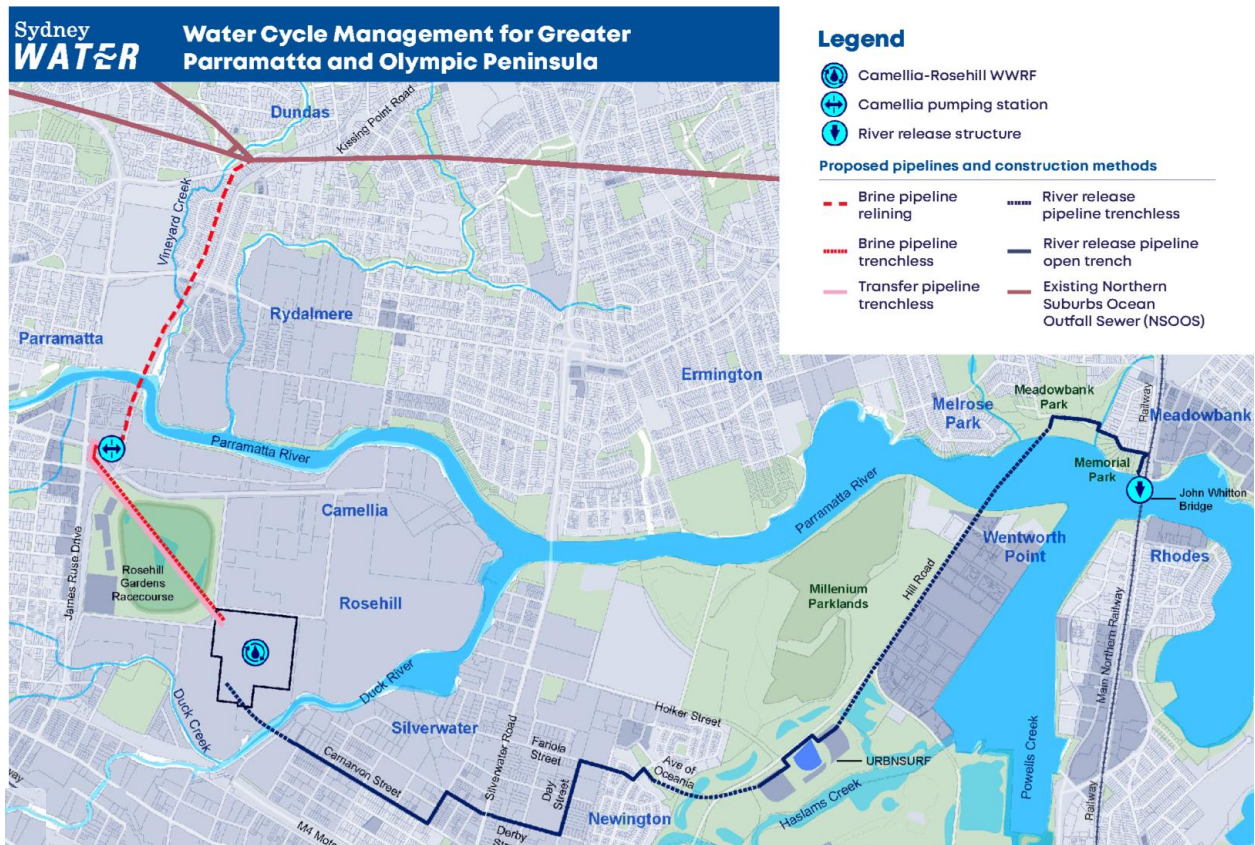 Sydney
WATER
Water Cycle Management for Greater
Parramatta and Olympic Peninsula
Legend
Camellia-Rosehill WWRF
Camellia pumping station
River release structure
Proposed pipelines and construction methods
Brine pipeline
relining
River release
pipeline trenchless
Brine pipeline
trenchless
River release pipeline
open trench
Transfer pipeline
trenchless
Existing Northern
Suburbs Ocean
Outfall Sewer (NSOOS)
Dundas
Kissing Point Road
Vineyard Creek
Rydalmere
Parramatta
Ermington
Melrose
Park
Meadowbank
Park
Railway
Meadowbank
Memorial
Park
John Whitton
Bridge
Parramatta River
Parramatta River
Camellia
Wentworth
Point
Rhodes
James Ruse Drive
Rosehill
Gardens
Racecourse
Rosehill
Millenium
Parklands
Hill Road
Main Northern Railway
Duck River
Duck Creek
Silverwater
Holker Street
Silverwater Road
Fariola
Street
Ave of
Oceania
Carnarvon Street
Day
Street
URBNSURF
Haslams Creek
Powells Creek
Railway
Newington
Derby
M4